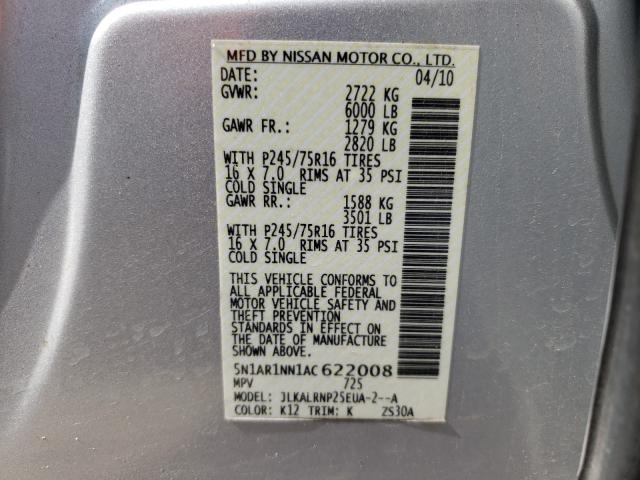 MFD BY NISSAN MOTOR CO., LTD.
DATE: 04/10
GVWR: 2722 KG
6000 LB
GAWR FR.: 1279 KG
2820 LB
WITH P245/75R16 TIRES
16 X 7.0 RIMS AT 35 PSI
COLD SINGLE
GAWR RR.: 1588 KG
3501 LB
WITH P245/75R16 TIRES
16 X 7.0 RIMS AT 35 PSI
COLD SINGLE
THIS VEHICLE CONFORMS TO
ALL APPLICABLE FEDERAL
MOTOR VEHICLE SAFETY AND
THEFT PREVENTION
STANDARDS IN EFFECT ON
THE DATE OF MANUFACTURE
SHOWN ABOVE.
5N1AR1NN1AC622008
MPV 725
MODEL: JLKALRNP25EUA-2--A
COLOR: K12 TRIM: K ZS30A